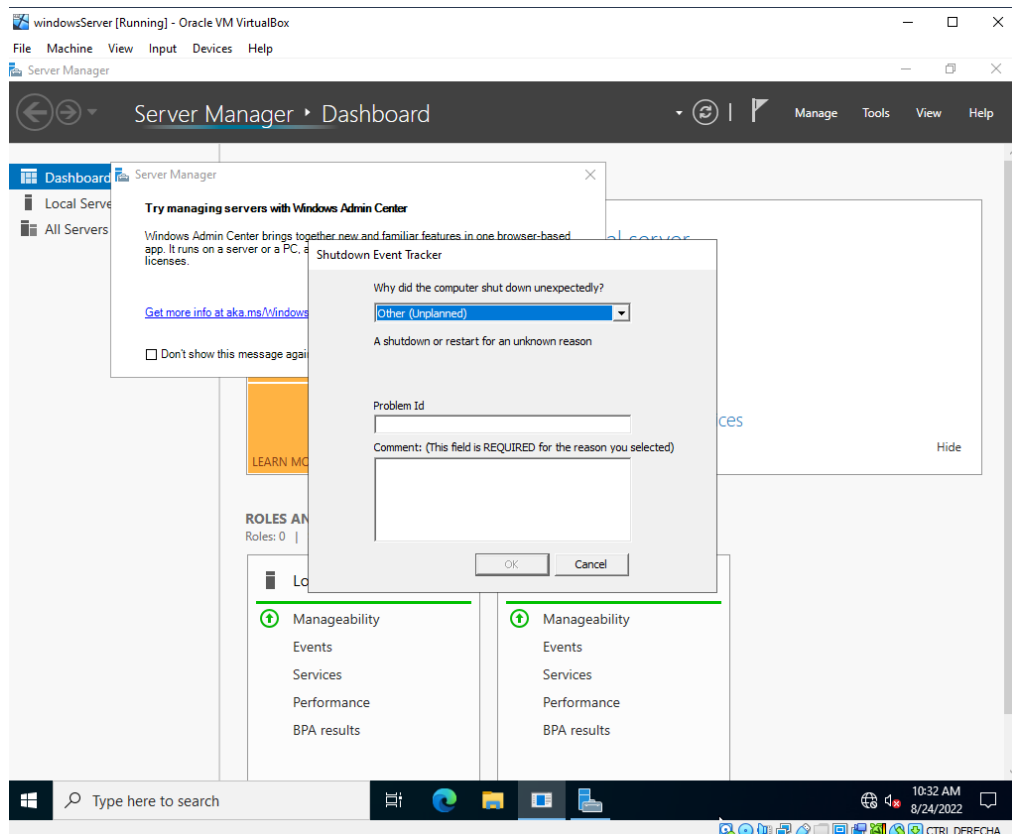 windowsServer [Running] - Oracle VM VirtualBox
File Machine View Input Devices Help
Server Manager
Server Manager Dashboard
Manage Tools View Help
Dashboard
Local Serve
All Servers
Server Manager
Try managing servers with Windows Admin Center
Windows Admin Center brings together new and familiar features in one browser-based
app. It runs on a server or a PC, a
licenses.
Get more info at aka.ms/Windows
Don't show this message agai
al server
Shutdown Event Tracker
Why did the computer shut down unexpectedly?
Other (Unplanned)
A shutdown or restart for an unknown reason
Problem Id
Comment: (This field is REQUIRED for the reason you selected)
OK Cancel
ces
Hide
LEARN MO
ROLES AN
Roles: 0 |
Lo
Manageability
Events
Services
Performance
BPA results
Manageability
Events
Services
Performance
BPA results
Type here to search
10:32 AM
8/24/2022
CTRL DERECHA